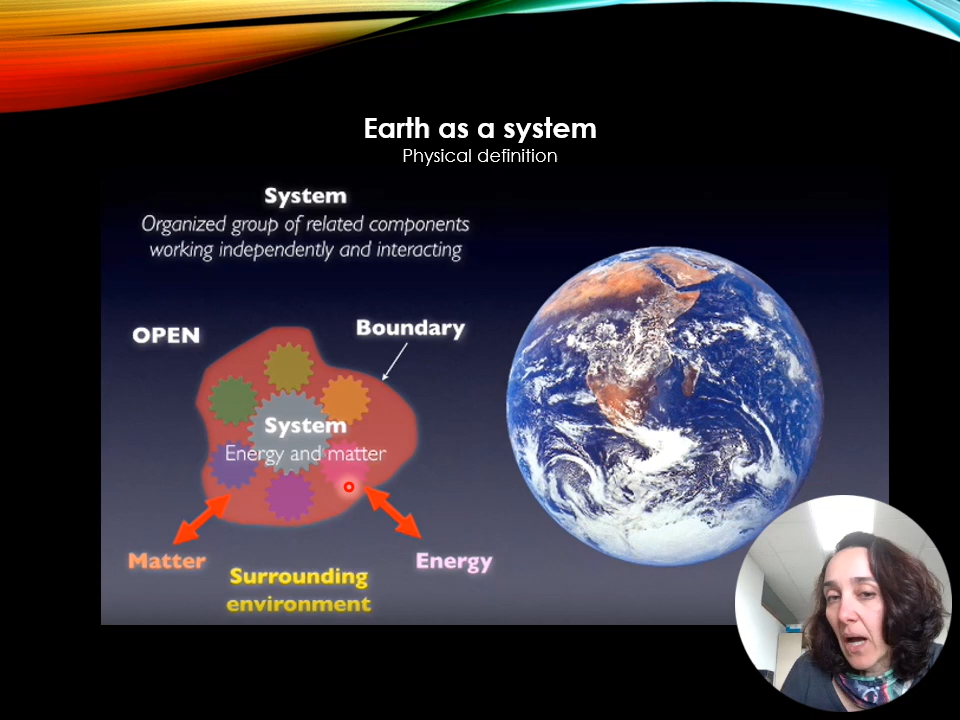 Earth as a system
Physical definition
System
Organized group of related components
working independently and interacting
OPEN
Boundary
System
Energy and matter
Matter
Energy
Surrounding
environment